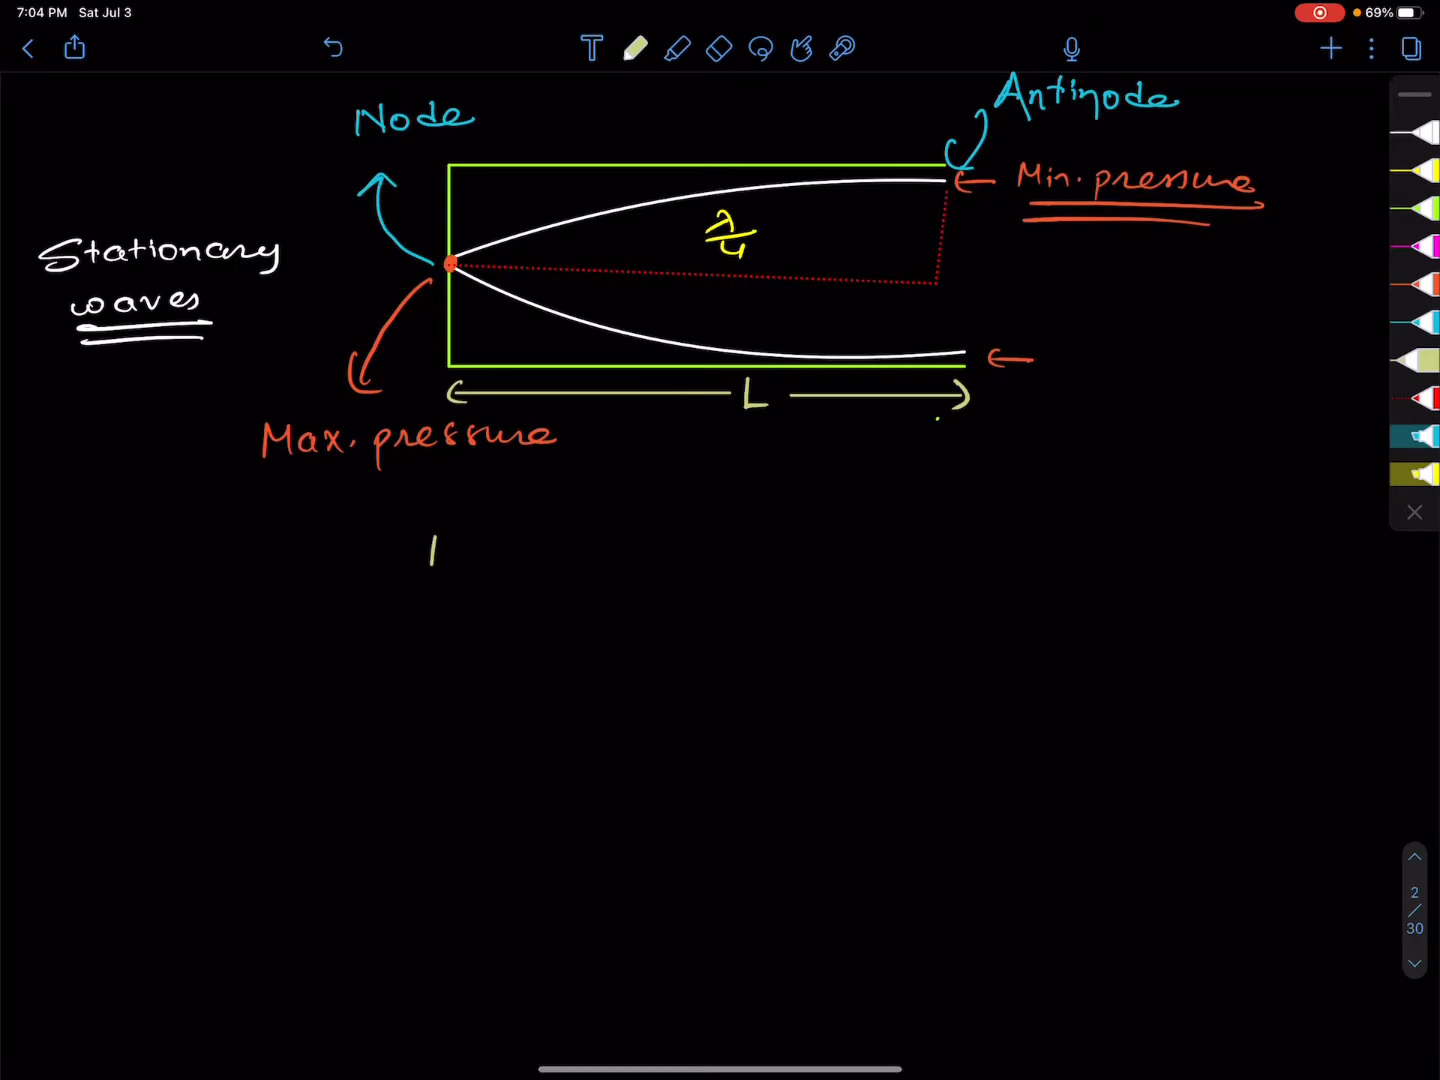 7:04 PM Sat Jul 3
69%
T
Antinode
Node
Min. pressure
λ/4
Stationary
waves
L
Max. pressure
2
/
30